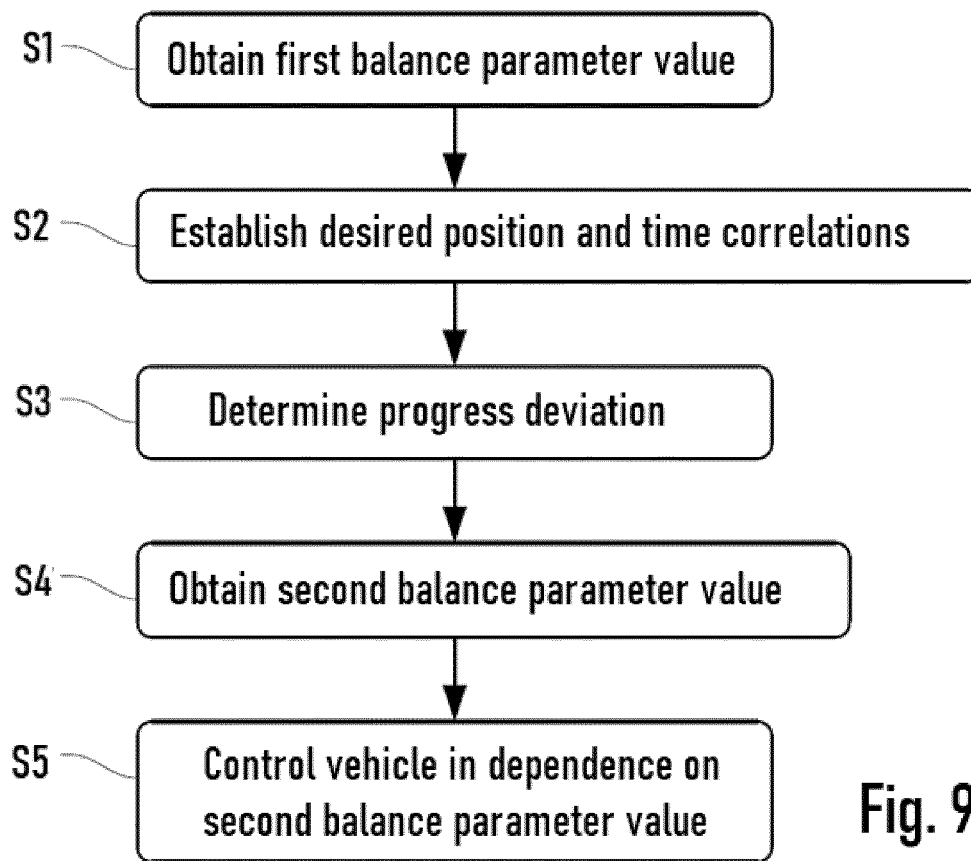 S1
Obtain first balance parameter value
S2
Establish desired position and time correlations
S3
Determine progress deviation
S4
Obtain second balance parameter value
S5
Control vehicle in dependence on
second balance parameter value
Fig. 9